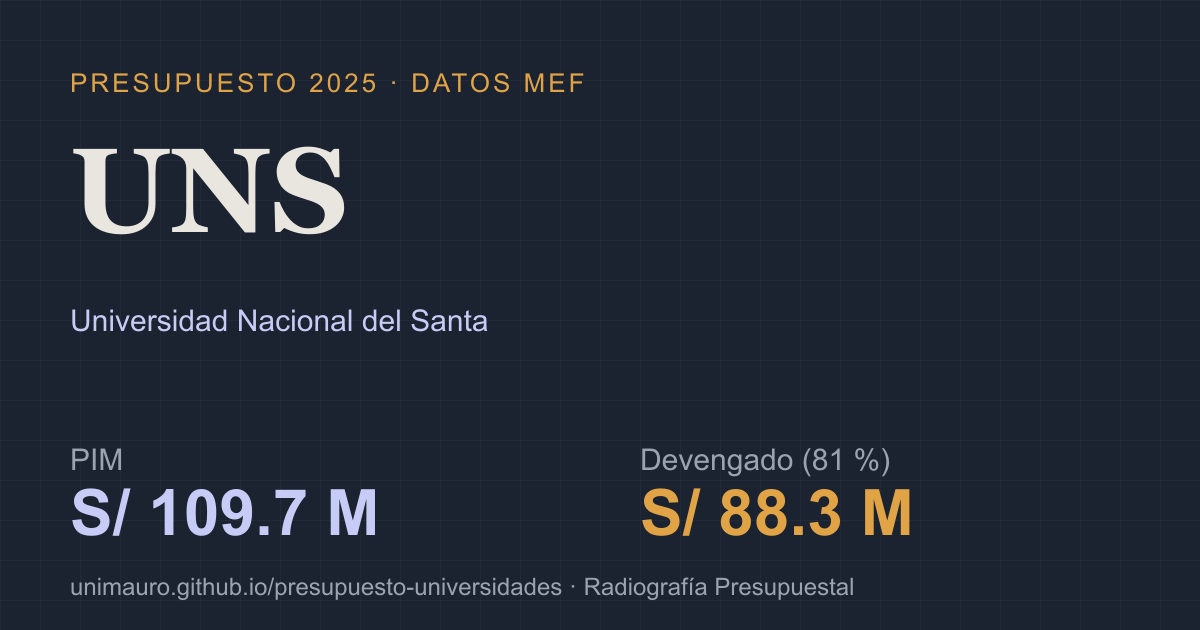 PRESUPUESTO 2025 · DATOS MEF
UNS
Universidad Nacional del Santa
PIM
S/ 109.7 M
Devengado (81 %)
S/ 88.3 M
unimauro.github.io/presupuesto-universidades · Radiografía Presupuestal